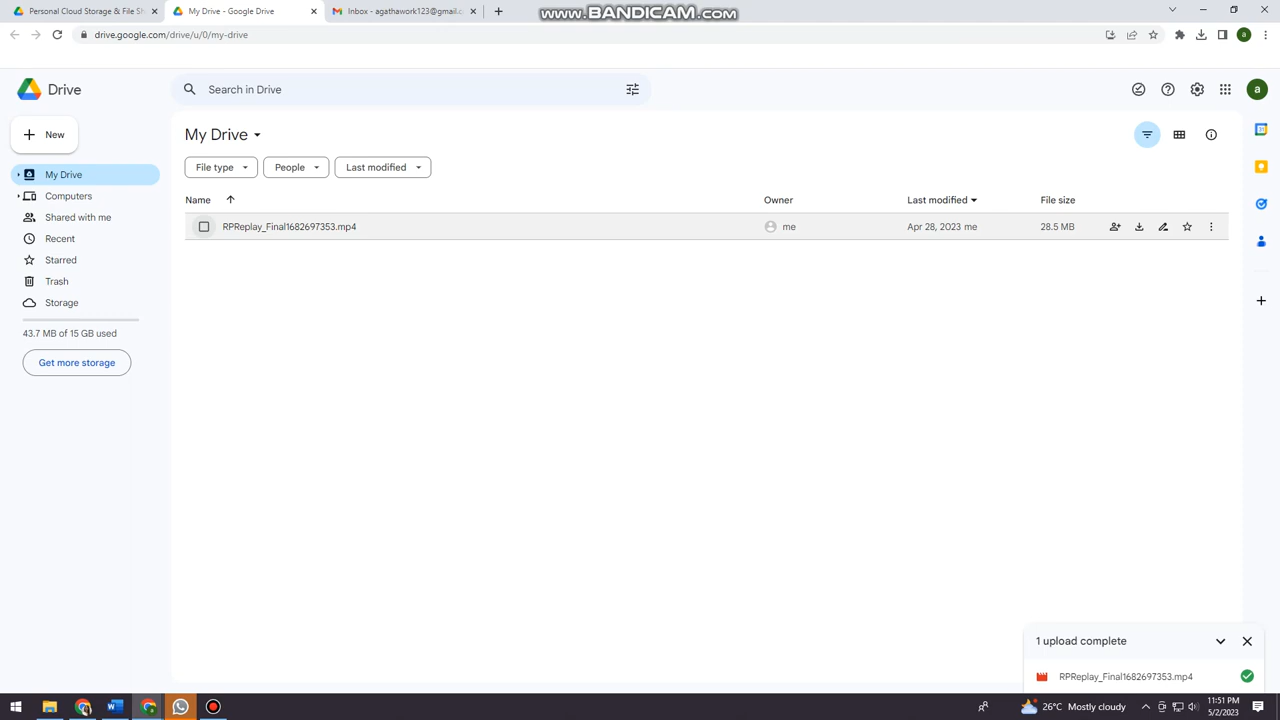 Personal Cloud Storage & File Sh
My Drive - Google Drive
Inbox - agathawork123@gmail.c
www.BANDICAM.com
drive.google.com/drive/u/0/my-drive
a
Drive
Search in Drive
a
New
My Drive
File type
People
Last modified
My Drive
Computers
Shared with me
Recent
Starred
Trash
Storage
43.7 MB of 15 GB used
Get more storage
Name
Owner
Last modified
File size
RPReplay_Final1682697353.mp4
me
Apr 28, 2023 me
28.5 MB
1 upload complete
RPReplay_Final1682697353.mp4
26°C Mostly cloudy
11:51 PM
5/2/2023